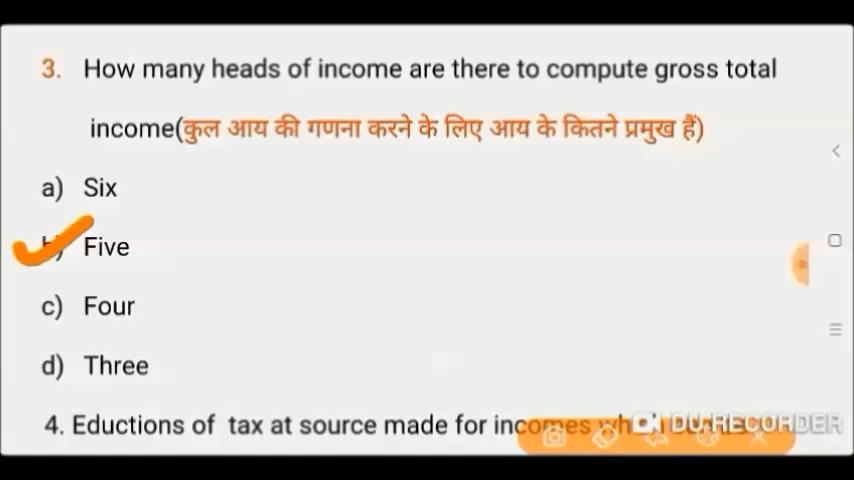 3. How many heads of income are there to compute gross total
income(कुल आय की गणना करने के लिए आय के कितने प्रमुख हैं)
a) Six
b) Five
c) Four
d) Three
4. Eductions of tax at source made for incomes
DU RECORDER